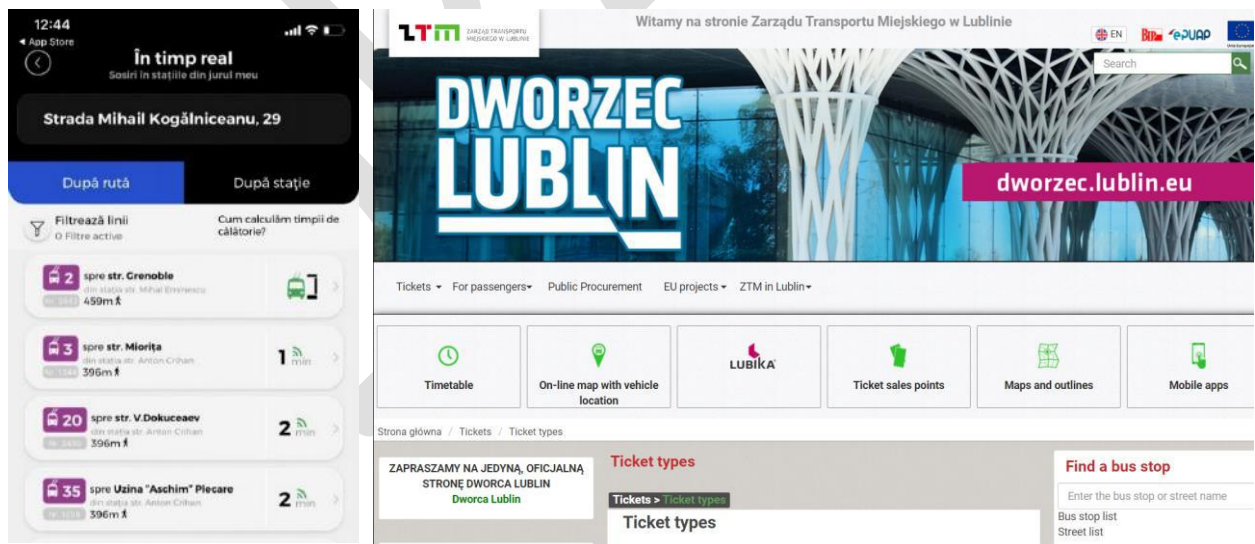 12:44
◄ App Store
În timp real
Sosiri în stațiile din jurul meu
Strada Mihail Kogălniceanu, 29
După rută
După stație
Filtrează linii
0 Filtre active
Cum calculăm timpii de
călătorie?
2 spre str. Grenoble
din stația str. Mihai Eminescu
459m
3 spre str. Miorița
din stația str. Anton Crihan
396m
1 min
20 spre str. V.Dokuceaev
din stația str. Anton Crihan
396m
2 min
35 spre Uzina "Aschim" Plecare
din stația str. Anton Crihan
396m
2 min
ZTM ZARZĄD TRANSPORTU
MIEJSKIEGO W LUBLINIE
Witamy na stronie Zarządu Transportu Miejskiego w Lublinie
EN
ePUAP
Search
DWORZEC
LUBLIN
dworzec.lublin.eu
Tickets
For passengers
Public Procurement
EU projects
ZTM in Lublin
Timetable
On-line map with vehicle
location
LUBIKA
Ticket sales points
Maps and outlines
Mobile apps
Strona główna / Tickets / Ticket types
ZAPRASZAMY NA JEDYNĄ, OFICJALNĄ
STRONĘ DWORCA LUBLIN
Dworca Lublin
Ticket types
Tickets > Ticket types
Ticket types
Find a bus stop
Enter the bus stop or street name
Bus stop list
Street list